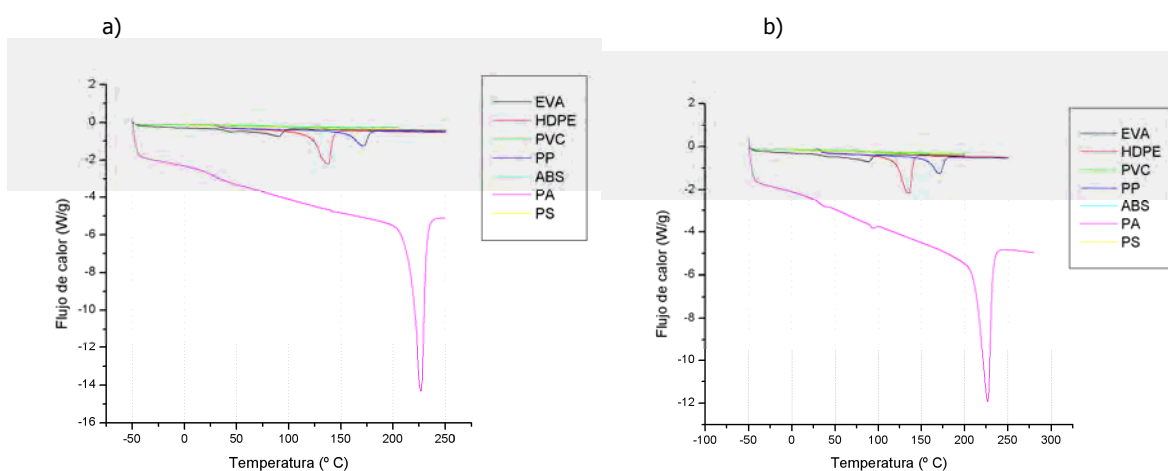 a)
2
0
-2
-4
-6
-8
-10
-12
-14
-16
Flujo de calor (W/g)
-50
0
50
100
150
200
250
Temperatura (º C)
EVA
HDPE
PVC
PP
ABS
PA
PS
b)
2
0
-2
-4
-6
-8
-10
-12
Flujo de calor (W/g)
-100
-50
0
50
100
150
200
250
300
Temperatura (º C)
EVA
HDPE
PVC
PP
ABS
PA
PS